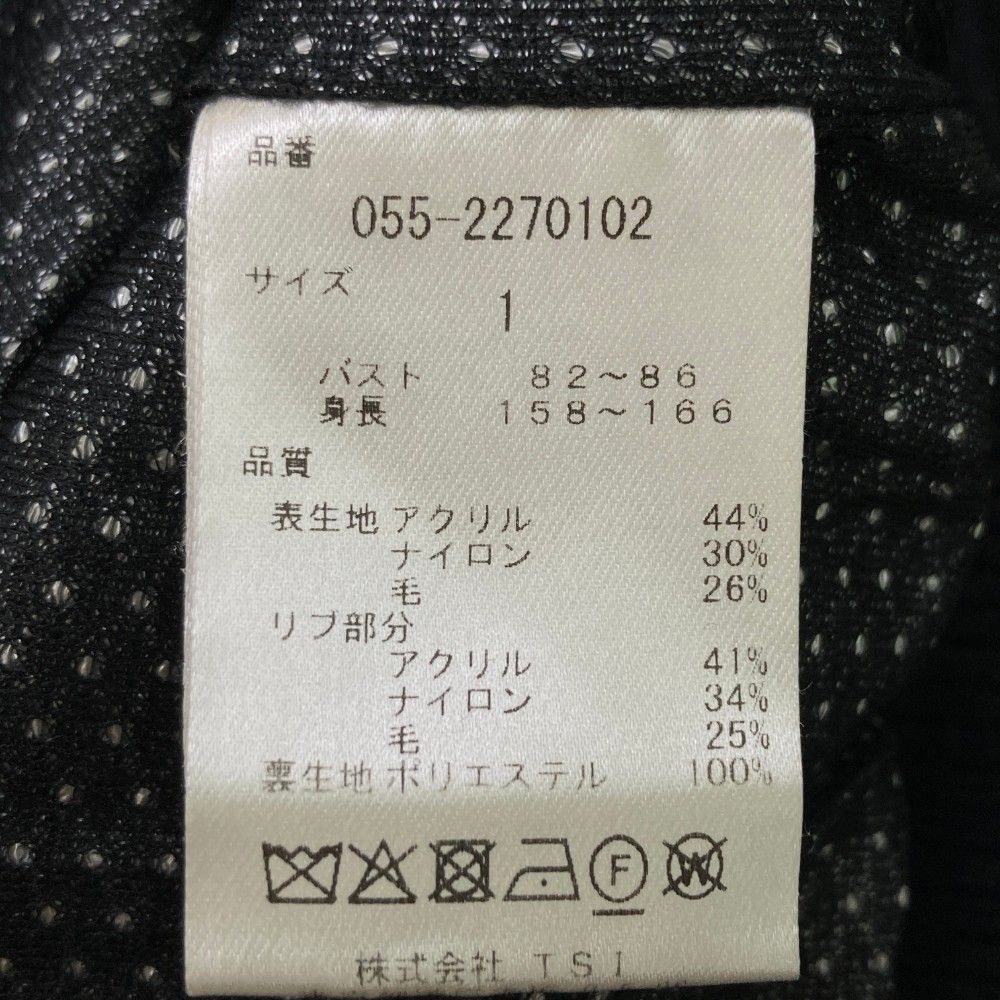 品番
055-2270102
サイズ
1
バスト 82～86
身長 158～166
品質
表生地 アクリル 44%
ナイロン 30%
毛 26%
リブ部分
アクリル 41%
ナイロン 34%
毛 25%
裏生地 ポリエステル 100%
F W
株式会社 TSI